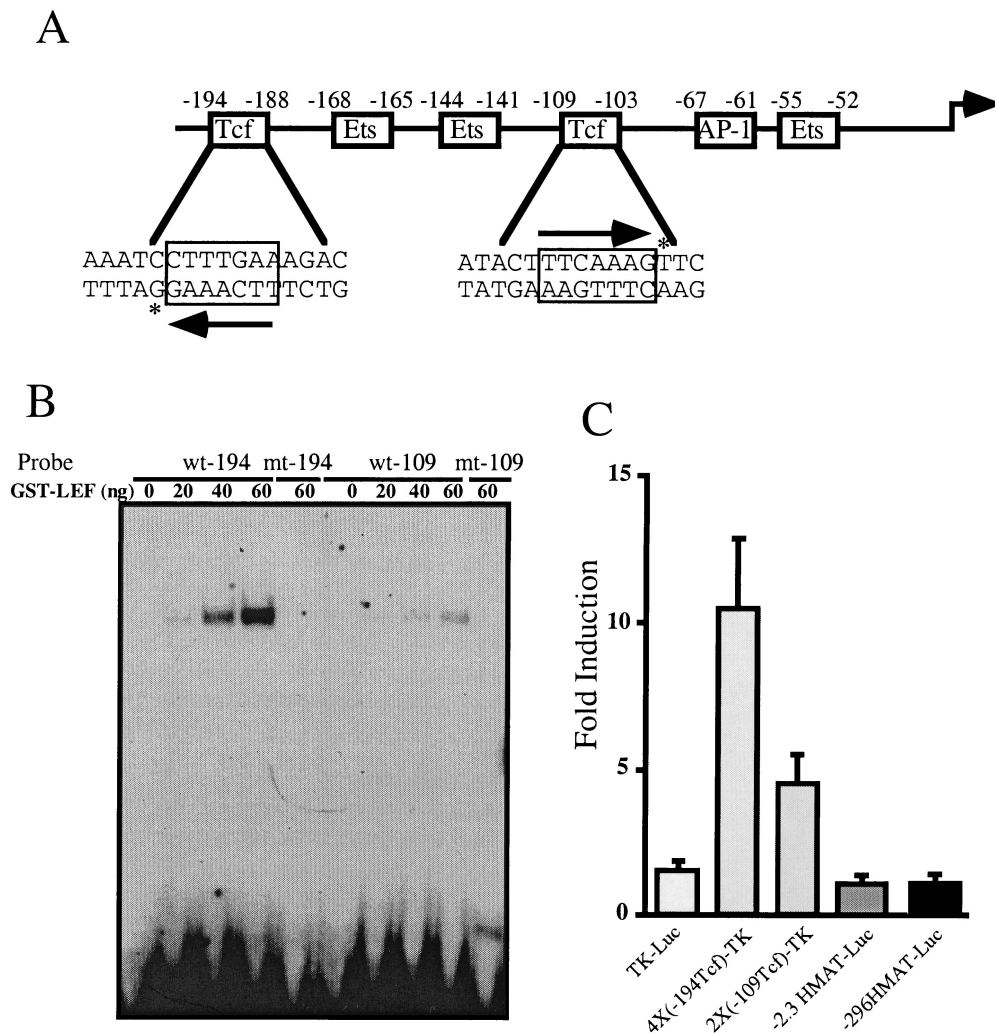 A
-194 -188 -168 -165 -144 -141 -109 -103 -67 -61 -55 -52
Tcf Ets Ets Tcf AP-1 Ets
AAATCCTTTGAAAGAC
TTTAGGAAACTTTCTG
*
*
ATACTTTCAAAGTTC
TATGAAAGTTTCAAG
B
Probe wt-194 mt-194 wt-109 mt-109
GST-LEF (ng) 0 20 40 60 60 0 20 40 60 60
C
Fold Induction
15
10
5
0
TK-Luc
4X(-194Tcf)-TK
2X(-109Tcf)-TK
-2.3 HMAT-Luc
-296HMAT-Luc